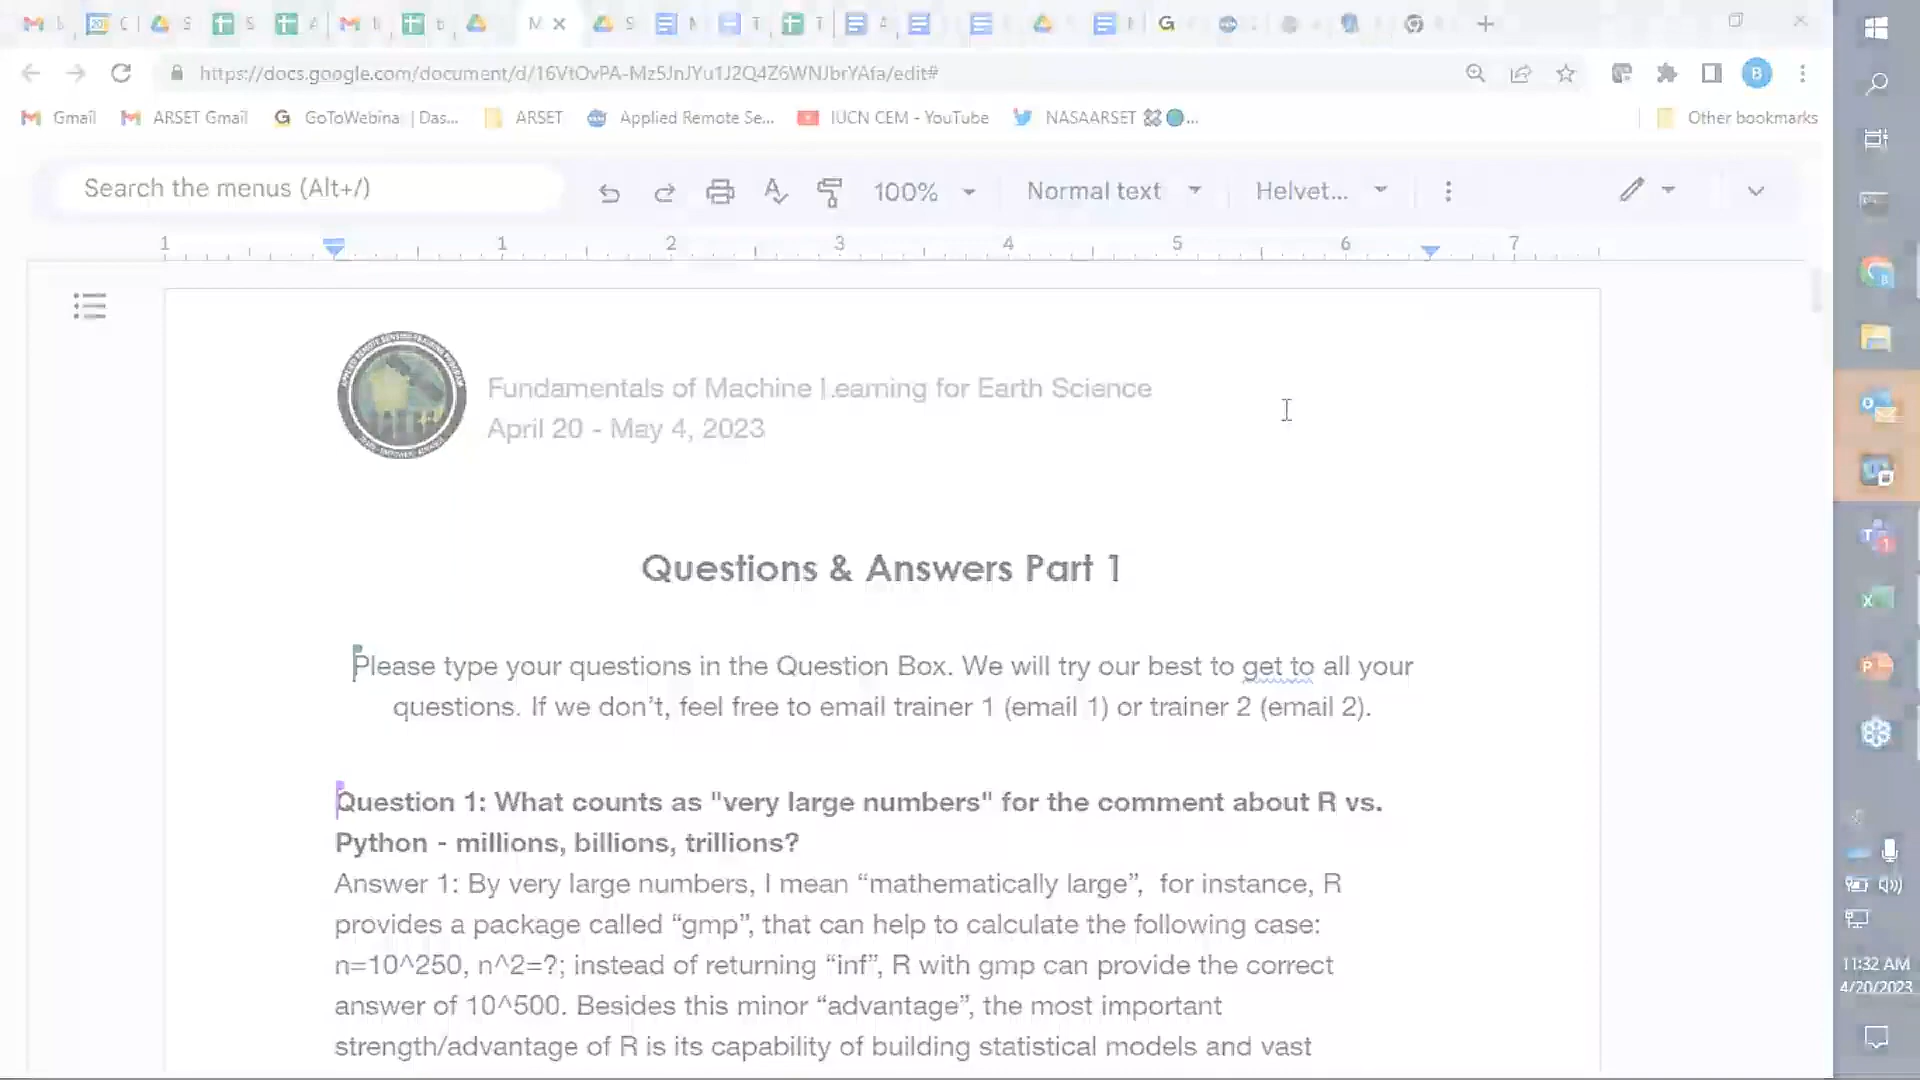 https://docs.google.com/document/d/16VtOvPA-Mz5JnJYu1J2Q4Z6WNJbrYAfa/edit#
B
Gmail ARSET Gmail GoToWebina | Das... ARSET Applied Remote Se... IUCN CEM - YouTube NASAARSET Other bookmarks
Search the menus (Alt+/) 100% Normal text Helvet...
1 1 2 3 4 5 6 7
Fundamentals of Machine Learning for Earth Science
April 20 - May 4, 2023
Questions & Answers Part 1
Please type your questions in the Question Box. We will try our best to get to all your
questions. If we don’t, feel free to email trainer 1 (email 1) or trainer 2 (email 2).
Question 1: What counts as "very large numbers" for the comment about R vs.
Python - millions, billions, trillions?
Answer 1: By very large numbers, I mean “mathematically large”,  for instance, R
provides a package called “gmp”, that can help to calculate the following case:
n=10^250, n^2=?; instead of returning “inf”, R with gmp can provide the correct
answer of 10^500. Besides this minor “advantage”, the most important
strength/advantage of R is its capability of building statistical models and vast
11:32 AM
4/20/2023